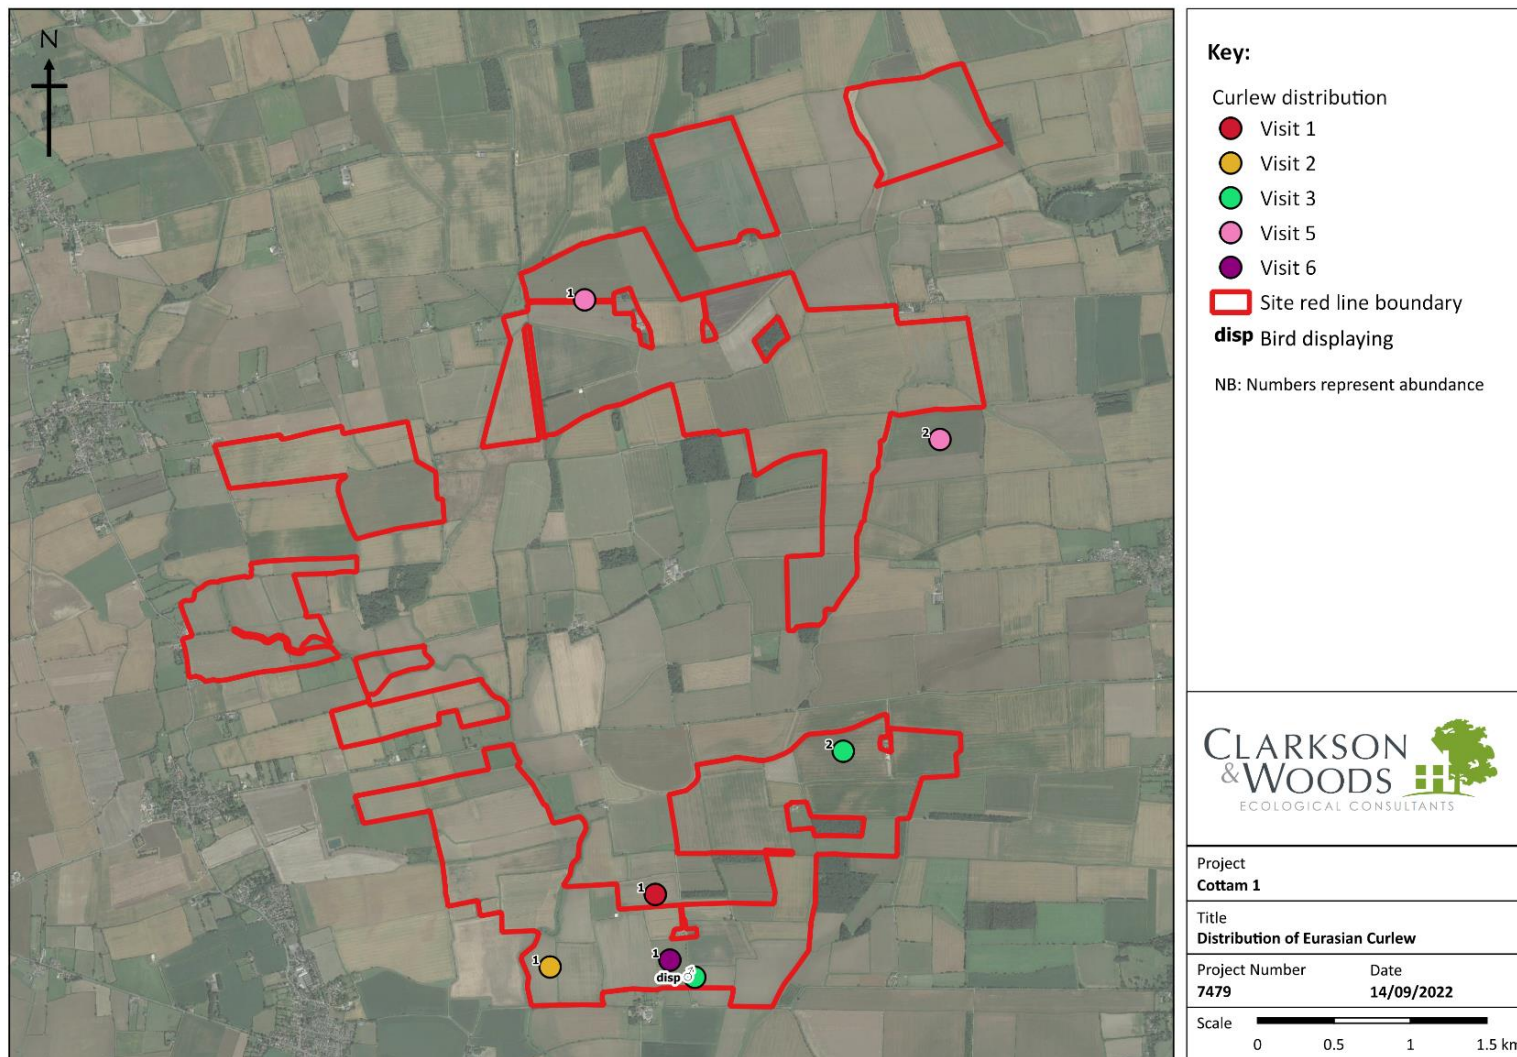 N
Key:
Curlew distribution
Visit 1
Visit 2
Visit 3
Visit 5
Visit 6
Site red line boundary
disp Bird displaying
NB: Numbers represent abundance
1
2
2
1
1
1
disp ♂
CLARKSON
& WOODS
ECOLOGICAL CONSULTANTS
Project
Cottam 1
Title
Distribution of Eurasian Curlew
Project Number Date
7479 14/09/2022
Scale
0 0.5 1 1.5 km